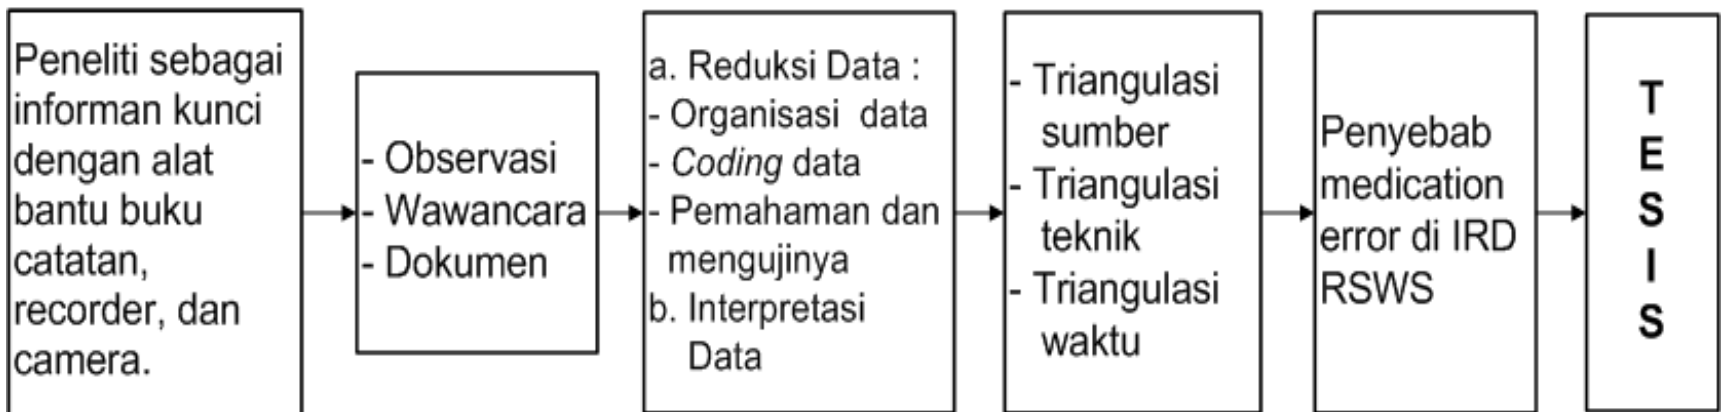 Peneliti sebagai
informan kunci
dengan alat
bantu buku
catatan,
recorder, dan
camera.
- Observasi
- Wawancara
- Dokumen
a. Reduksi Data :
- Organisasi data
- Coding data
- Pemahaman dan
mengujinya
b. Interpretasi
Data
- Triangulasi
sumber
- Triangulasi
teknik
- Triangulasi
waktu
Penyebab
medication
error di IRD
RSWS
T
E
S
I
S